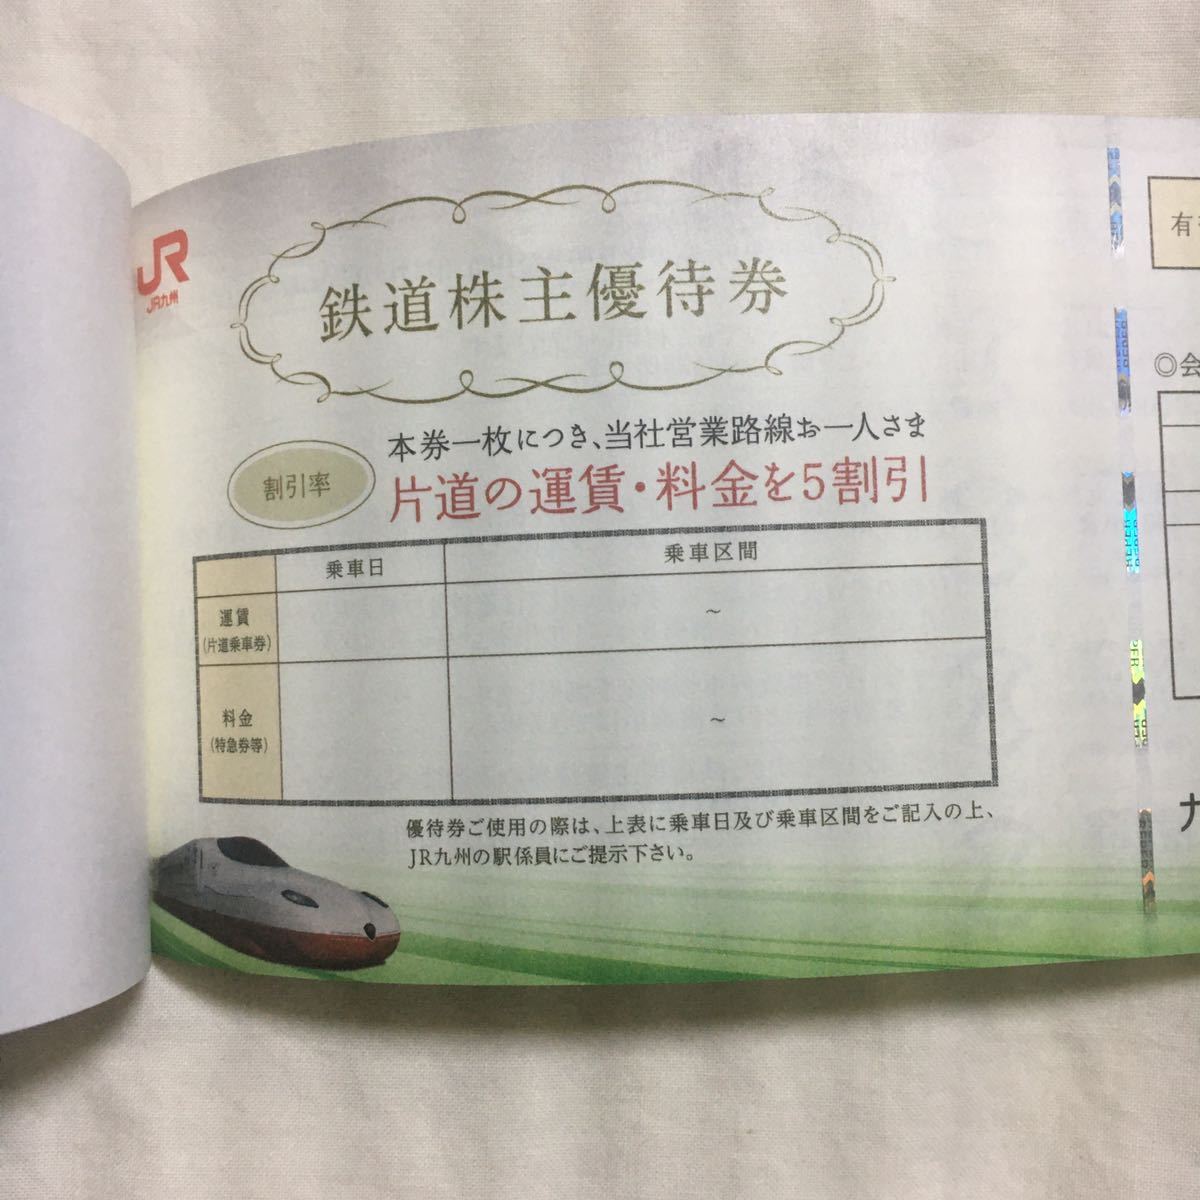 JR
JR九州
鉄道株主優待券
割引率
本券一枚につき、当社営業路線お一人さま
片道の運賃・料金を5割引
乗車日 乗車区間
運賃
(片道乗車券)
~
料金
(特急券等)
~
優待券ご使用の際は、上表に乗車日及び乗車区間をご記入の上、
JR九州の駅係員にご提示下さい。
有
◎会